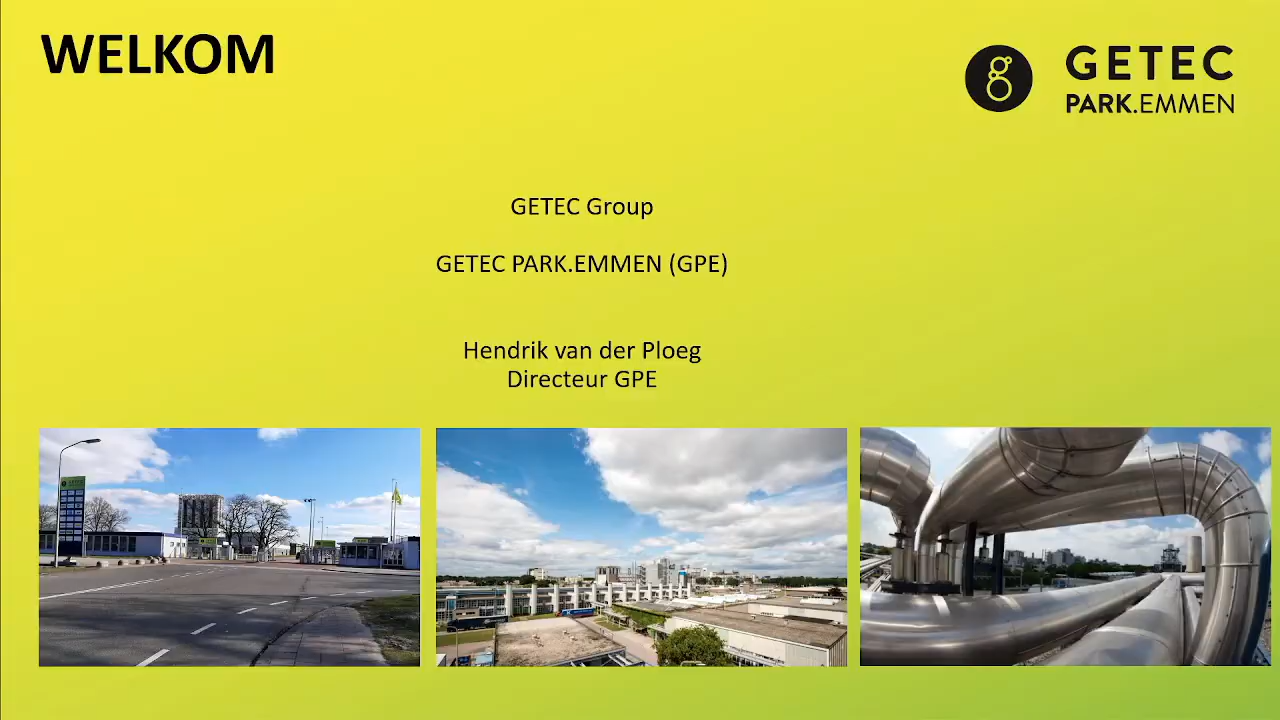 WELKOM
GETEC
PARK.EMMEN
GETEC Group
GETEC PARK.EMMEN (GPE)
Hendrik van der Ploeg
Directeur GPE